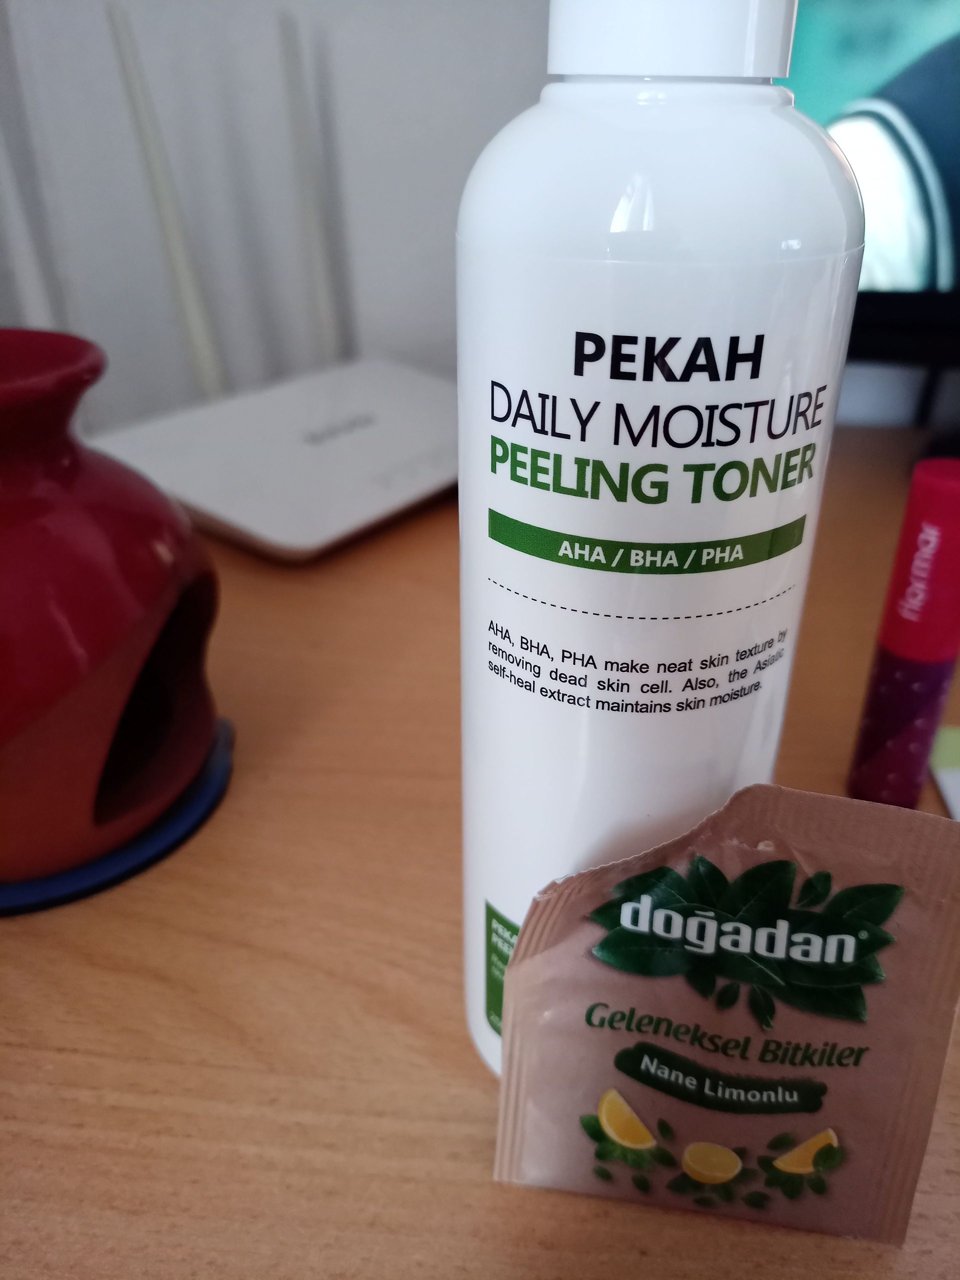 PEKAH
DAILY MOISTURE
PEELING TONER
AHA / BHA / PHA
AHA, BHA, PHA make neat skin texture by
removing dead skin cell. Also, the Asiatic
self-heal extract maintains skin moisture.
flormar
doğadan
Geleneksel Bitkiler
Nane Limonlu